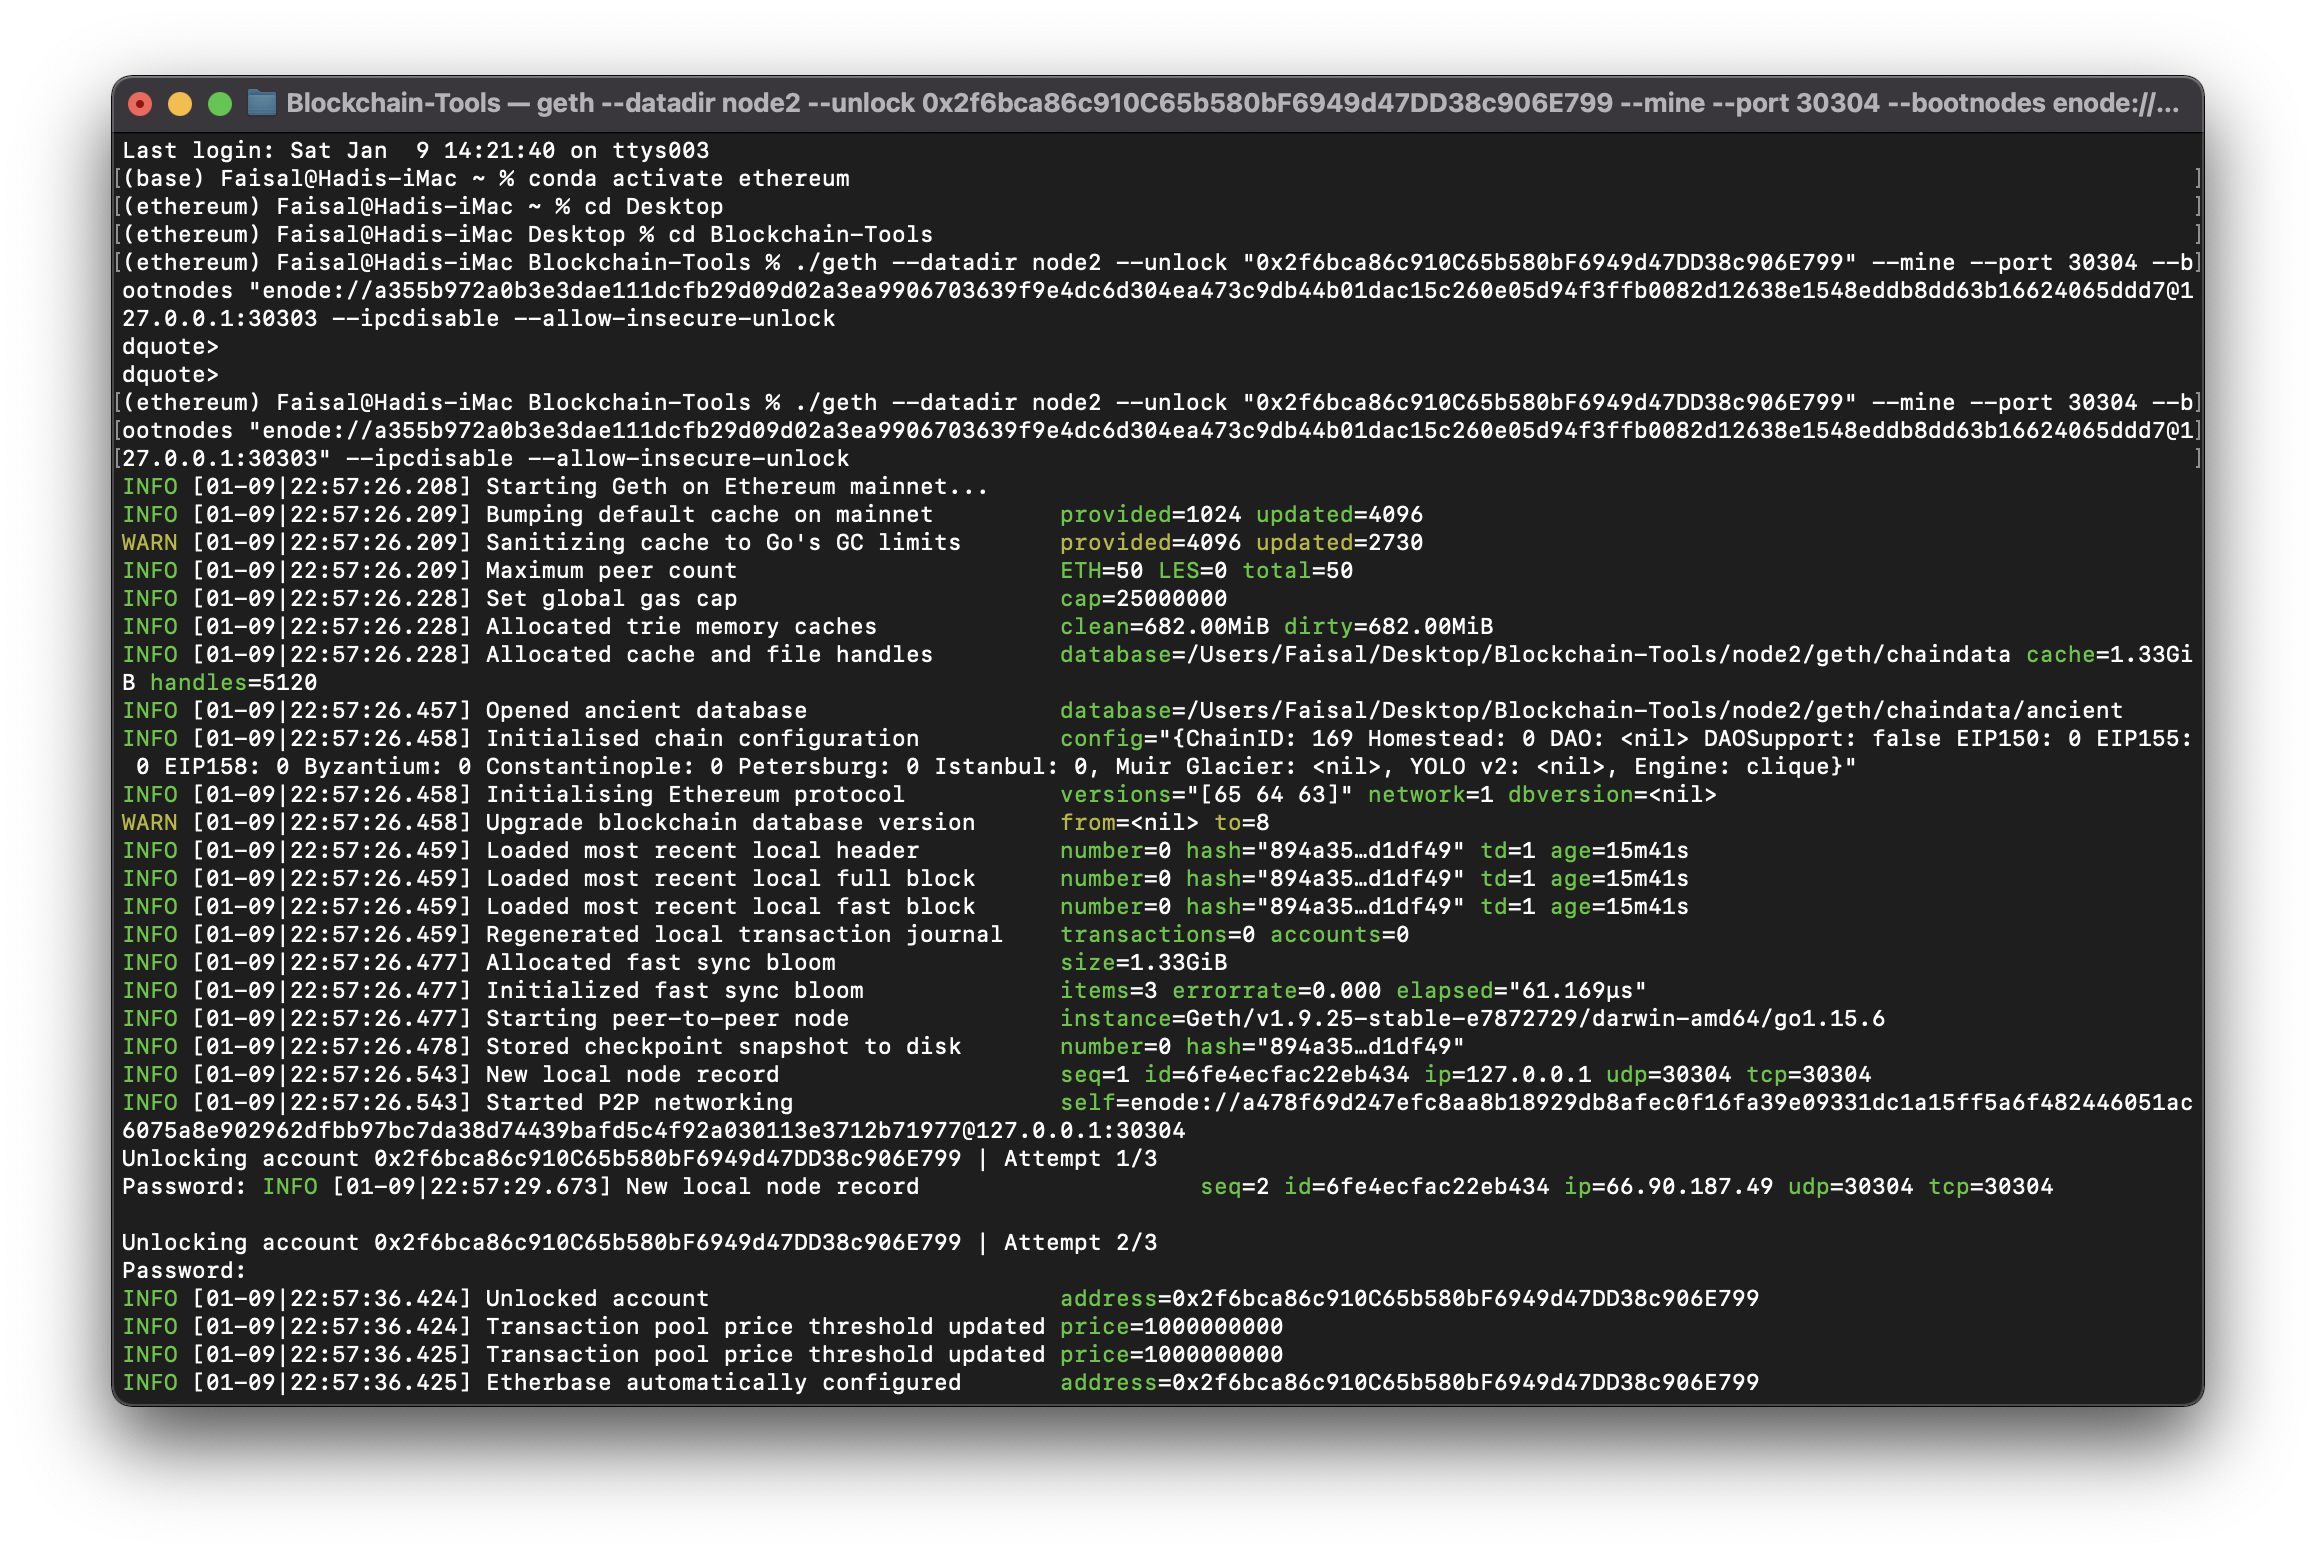 Blockchain-Tools — geth --datadir node2 --unlock 0x2f6bca86c910C65b580bF6949d47DD38c906E799 --mine --port 30304 --bootnodes enode://...
Last login: Sat Jan  9 14:21:40 on ttys003
[(base) Faisal@Hadis-iMac ~ % conda activate ethereum ]
[(ethereum) Faisal@Hadis-iMac ~ % cd Desktop ]
[(ethereum) Faisal@Hadis-iMac Desktop % cd Blockchain-Tools ]
[(ethereum) Faisal@Hadis-iMac Blockchain-Tools % ./geth --datadir node2 --unlock "0x2f6bca86c910C65b580bF6949d47DD38c906E799" --mine --port 30304 --b]
ootnodes "enode://a355b972a0b3e3dae111dcfb29d09d02a3ea9906703639f9e4dc6d304ea473c9db44b01dac15c260e05d94f3ffb0082d12638e1548eddb8dd63b16624065ddd7@1
27.0.0.1:30303 --ipcdisable --allow-insecure-unlock
dquote>
dquote>
[(ethereum) Faisal@Hadis-iMac Blockchain-Tools % ./geth --datadir node2 --unlock "0x2f6bca86c910C65b580bF6949d47DD38c906E799" --mine --port 30304 --b]
[ootnodes "enode://a355b972a0b3e3dae111dcfb29d09d02a3ea9906703639f9e4dc6d304ea473c9db44b01dac15c260e05d94f3ffb0082d12638e1548eddb8dd63b16624065ddd7@1]
[27.0.0.1:30303" --ipcdisable --allow-insecure-unlock ]
INFO [01-09|22:57:26.208] Starting Geth on Ethereum mainnet...
INFO [01-09|22:57:26.209] Bumping default cache on mainnet         provided=1024 updated=4096
WARN [01-09|22:57:26.209] Sanitizing cache to Go's GC limits       provided=4096 updated=2730
INFO [01-09|22:57:26.209] Maximum peer count                       ETH=50 LES=0 total=50
INFO [01-09|22:57:26.228] Set global gas cap                       cap=25000000
INFO [01-09|22:57:26.228] Allocated trie memory caches             clean=682.00MiB dirty=682.00MiB
INFO [01-09|22:57:26.228] Allocated cache and file handles         database=/Users/Faisal/Desktop/Blockchain-Tools/node2/geth/chaindata cache=1.33Gi
B handles=5120
INFO [01-09|22:57:26.457] Opened ancient database                  database=/Users/Faisal/Desktop/Blockchain-Tools/node2/geth/chaindata/ancient
INFO [01-09|22:57:26.458] Initialised chain configuration          config="{ChainID: 169 Homestead: 0 DAO: <nil> DAOSupport: false EIP150: 0 EIP155:
 0 EIP158: 0 Byzantium: 0 Constantinople: 0 Petersburg: 0 Istanbul: 0, Muir Glacier: <nil>, YOLO v2: <nil>, Engine: clique}"
INFO [01-09|22:57:26.458] Initialising Ethereum protocol           versions="[65 64 63]" network=1 dbversion=<nil>
WARN [01-09|22:57:26.458] Upgrade blockchain database version      from=<nil> to=8
INFO [01-09|22:57:26.459] Loaded most recent local header          number=0 hash="894a35…d1df49" td=1 age=15m41s
INFO [01-09|22:57:26.459] Loaded most recent local full block      number=0 hash="894a35…d1df49" td=1 age=15m41s
INFO [01-09|22:57:26.459] Loaded most recent local fast block      number=0 hash="894a35…d1df49" td=1 age=15m41s
INFO [01-09|22:57:26.459] Regenerated local transaction journal    transactions=0 accounts=0
INFO [01-09|22:57:26.477] Allocated fast sync bloom                size=1.33GiB
INFO [01-09|22:57:26.477] Initialized fast sync bloom              items=3 errorrate=0.000 elapsed="61.169µs"
INFO [01-09|22:57:26.477] Starting peer-to-peer node               instance=Geth/v1.9.25-stable-e7872729/darwin-amd64/go1.15.6
INFO [01-09|22:57:26.478] Stored checkpoint snapshot to disk       number=0 hash="894a35…d1df49"
INFO [01-09|22:57:26.543] New local node record                    seq=1 id=6fe4ecfac22eb434 ip=127.0.0.1 udp=30304 tcp=30304
INFO [01-09|22:57:26.543] Started P2P networking                   self=enode://a478f69d247efc8aa8b18929db8afec0f16fa39e09331dc1a15ff5a6f482446051ac
6075a8e902962dfbb97bc7da38d74439bafd5c4f92a030113e3712b71977@127.0.0.1:30304
Unlocking account 0x2f6bca86c910C65b580bF6949d47DD38c906E799 | Attempt 1/3
Password: INFO [01-09|22:57:29.673] New local node record                    seq=2 id=6fe4ecfac22eb434 ip=66.90.187.49 udp=30304 tcp=30304
Unlocking account 0x2f6bca86c910C65b580bF6949d47DD38c906E799 | Attempt 2/3
Password:
INFO [01-09|22:57:36.424] Unlocked account                         address=0x2f6bca86c910C65b580bF6949d47DD38c906E799
INFO [01-09|22:57:36.424] Transaction pool price threshold updated price=1000000000
INFO [01-09|22:57:36.425] Transaction pool price threshold updated price=1000000000
INFO [01-09|22:57:36.425] Etherbase automatically configured       address=0x2f6bca86c910C65b580bF6949d47DD38c906E799